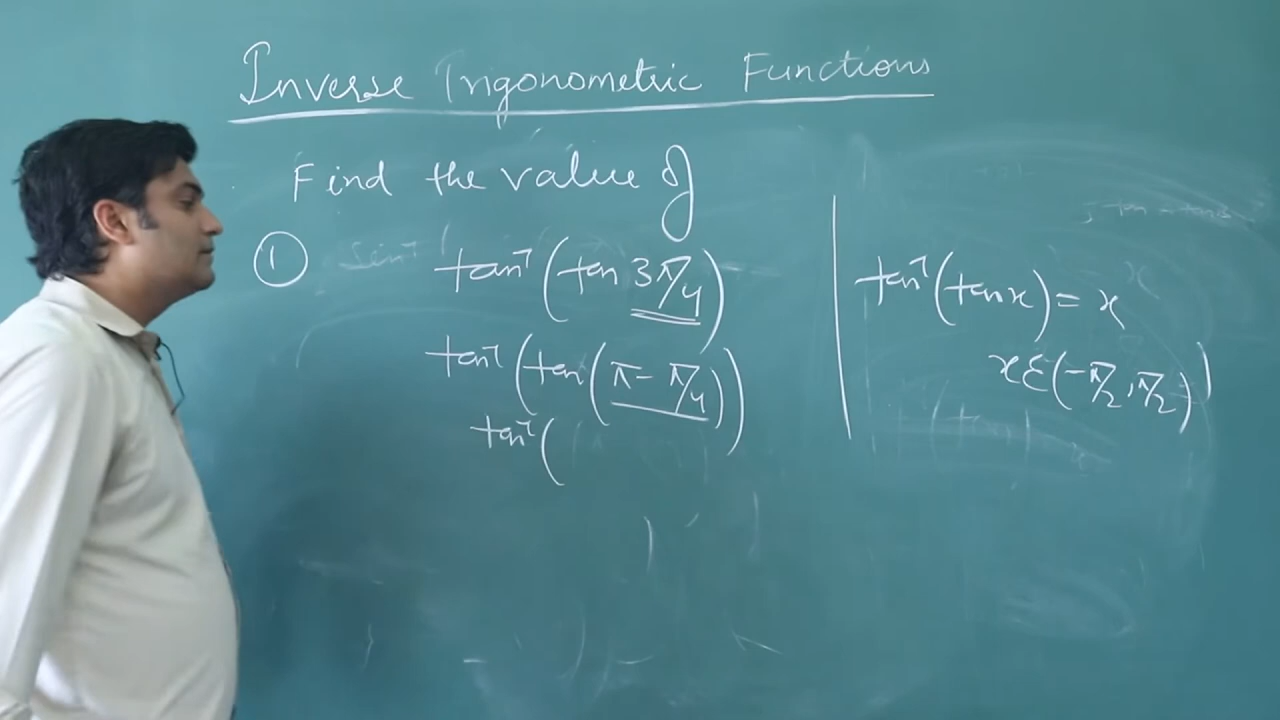 Inverse Trigonometric Functions
Find the value of
① tan⁻¹(tan 3π/4)
tan⁻¹(tan(π - π/4))
tan⁻¹(
tan⁻¹(tan x) = x
x ∈ (-π/2, π/2)